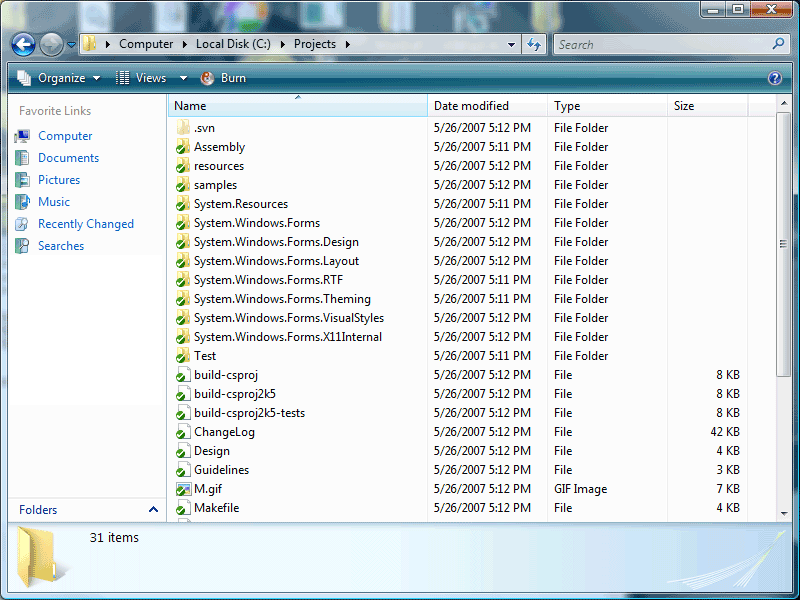 Computer Local Disk (C:) Projects Search
Organize Views Burn ?
Favorite Links
Computer
Documents
Pictures
Music
Recently Changed
Searches
Folders
Name Date modified Type Size
.svn 5/26/2007 5:12 PM File Folder
Assembly 5/26/2007 5:11 PM File Folder
resources 5/26/2007 5:12 PM File Folder
samples 5/26/2007 5:12 PM File Folder
System.Resources 5/26/2007 5:11 PM File Folder
System.Windows.Forms 5/26/2007 5:12 PM File Folder
System.Windows.Forms.Design 5/26/2007 5:12 PM File Folder
System.Windows.Forms.Layout 5/26/2007 5:12 PM File Folder
System.Windows.Forms.RTF 5/26/2007 5:11 PM File Folder
System.Windows.Forms.Theming 5/26/2007 5:11 PM File Folder
System.Windows.Forms.VisualStyles 5/26/2007 5:12 PM File Folder
System.Windows.Forms.X11Internal 5/26/2007 5:12 PM File Folder
Test 5/26/2007 5:11 PM File Folder
build-csproj 5/26/2007 5:12 PM File 8 KB
build-csproj2k5 5/26/2007 5:12 PM File 8 KB
build-csproj2k5-tests 5/26/2007 5:12 PM File 8 KB
ChangeLog 5/26/2007 5:12 PM File 42 KB
Design 5/26/2007 5:12 PM File 4 KB
Guidelines 5/26/2007 5:12 PM File 3 KB
M.gif 5/26/2007 5:12 PM GIF Image 7 KB
Makefile 5/26/2007 5:12 PM File 4 KB
31 items